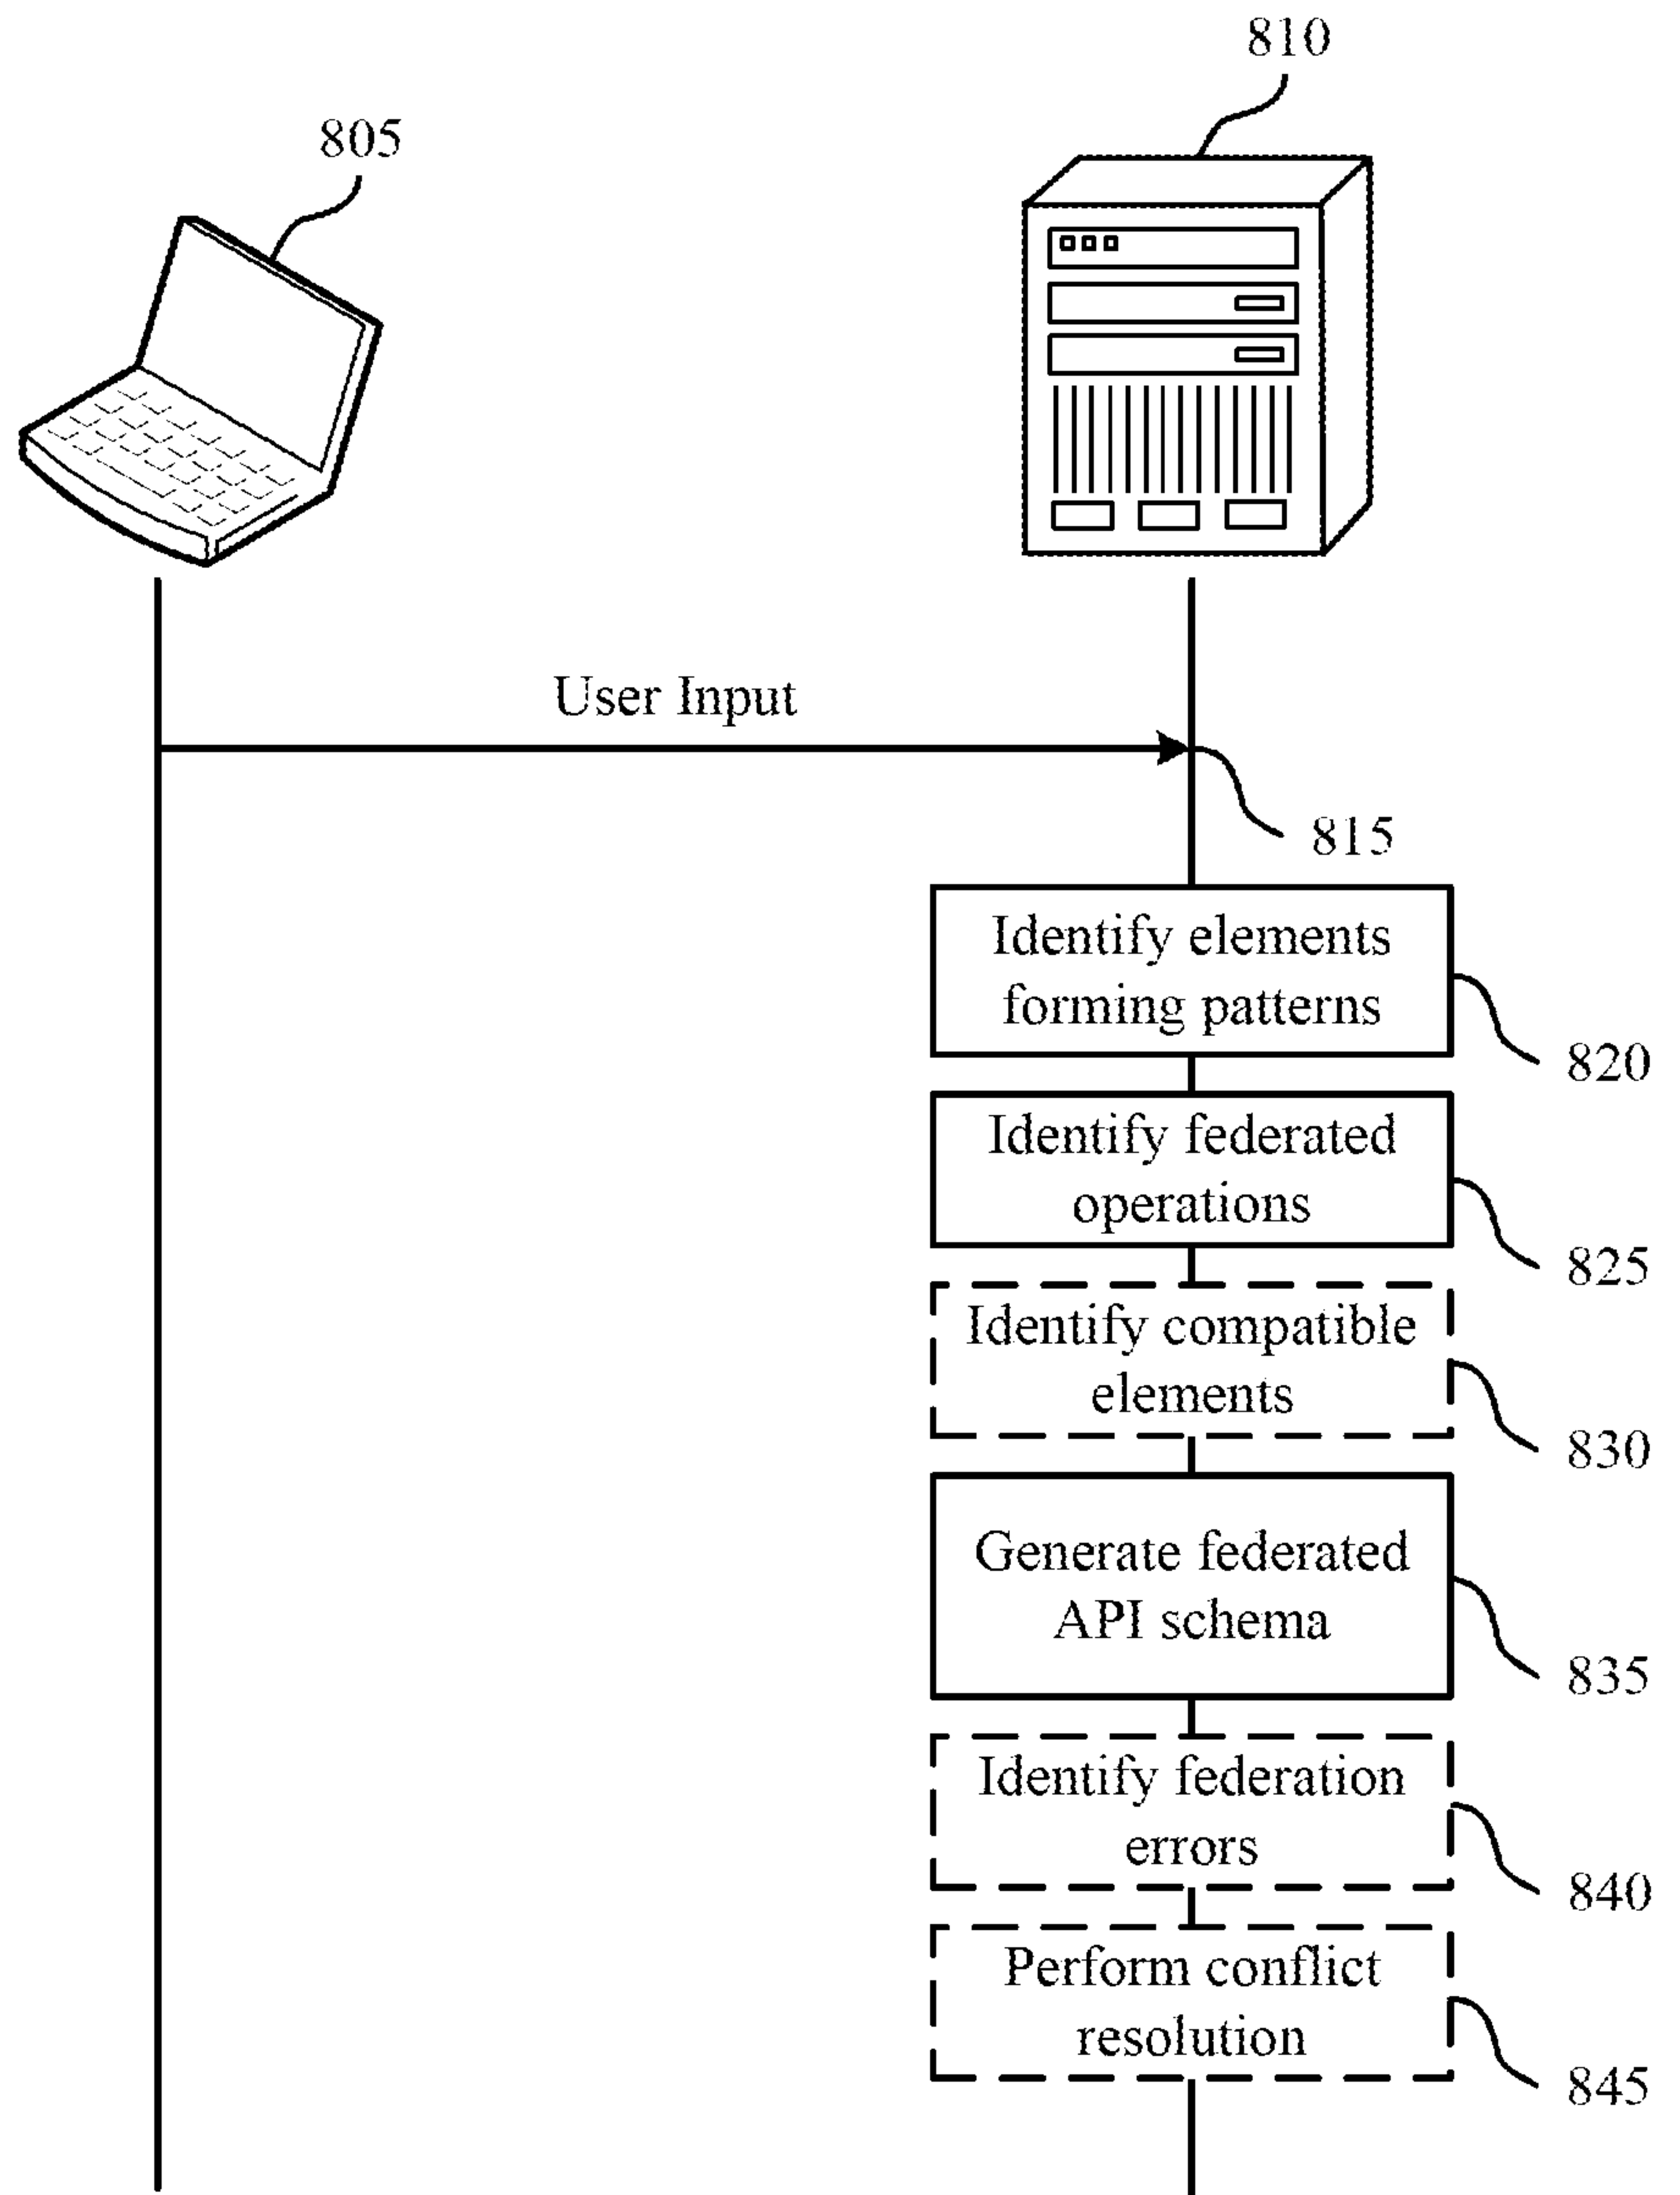 810
805
User Input
815
Identify elements
forming patterns
820
Identify federated
operations
825
Identify compatible
elements
830
Generate federated
API schema
835
Identify federation
errors
840
Perform conflict
resolution
845